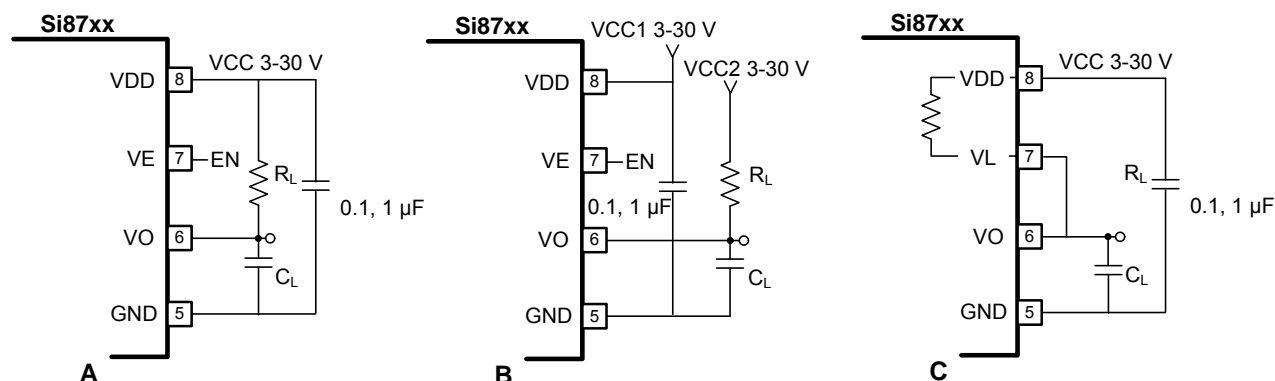 Si87xx
VCC 3-30 V
VDD
8
VE
7
EN
RL
0.1, 1 µF
VO
6
CL
GND
5
A
Si87xx
VCC1 3-30 V
VCC2 3-30 V
VDD
8
VE
7
EN
RL
0.1, 1 µF
VO
6
CL
GND
5
B
Si87xx
VCC 3-30 V
VDD
8
VL
7
RL
0.1, 1 µF
VO
6
CL
GND
5
C